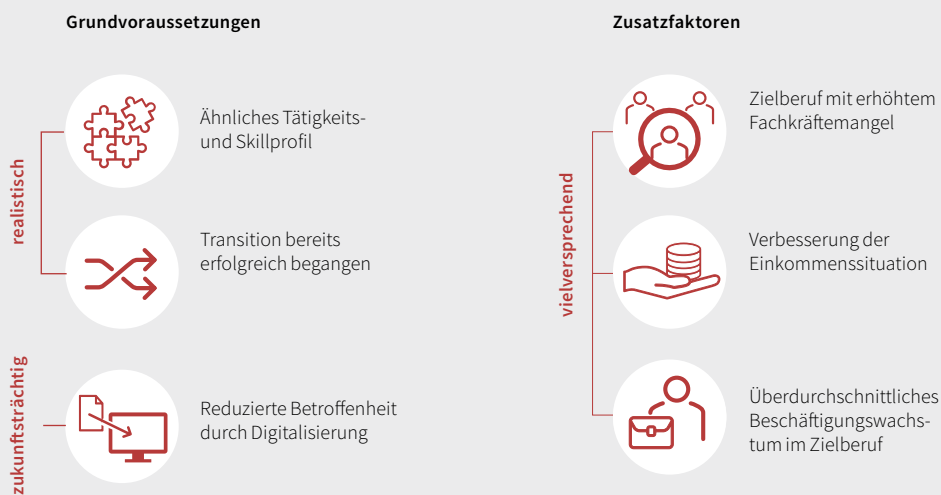 Grundvoraussetzungen
realistisch
Ähnliches Tätigkeits-
und Skillprofil
Transition bereits
erfolgreich begangen
zukunftsträchtig
Reduzierte Betroffenheit
durch Digitalisierung
Zusatzfaktoren
vielversprechend
Zielberuf mit erhöhtem
Fachkräftemangel
Verbesserung der
Einkommenssituation
Überdurchschnittliches
Beschäftigungswachs-
tum im Zielberuf